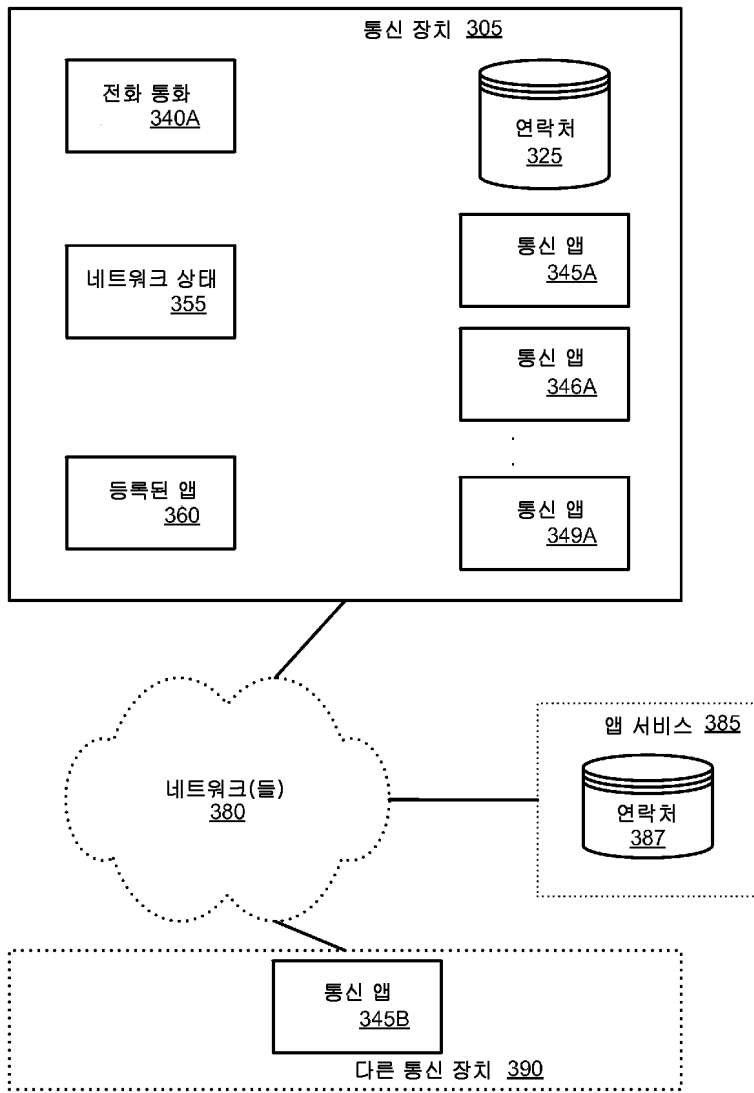 통신 장치 305
전화 통화
340A
연락처
325
네트워크 상태
355
통신 앱
345A
통신 앱
346A
등록된 앱
360
통신 앱
349A
네트워크(들)
380
앱 서비스 385
연락처
387
통신 앱
345B
다른 통신 장치 390